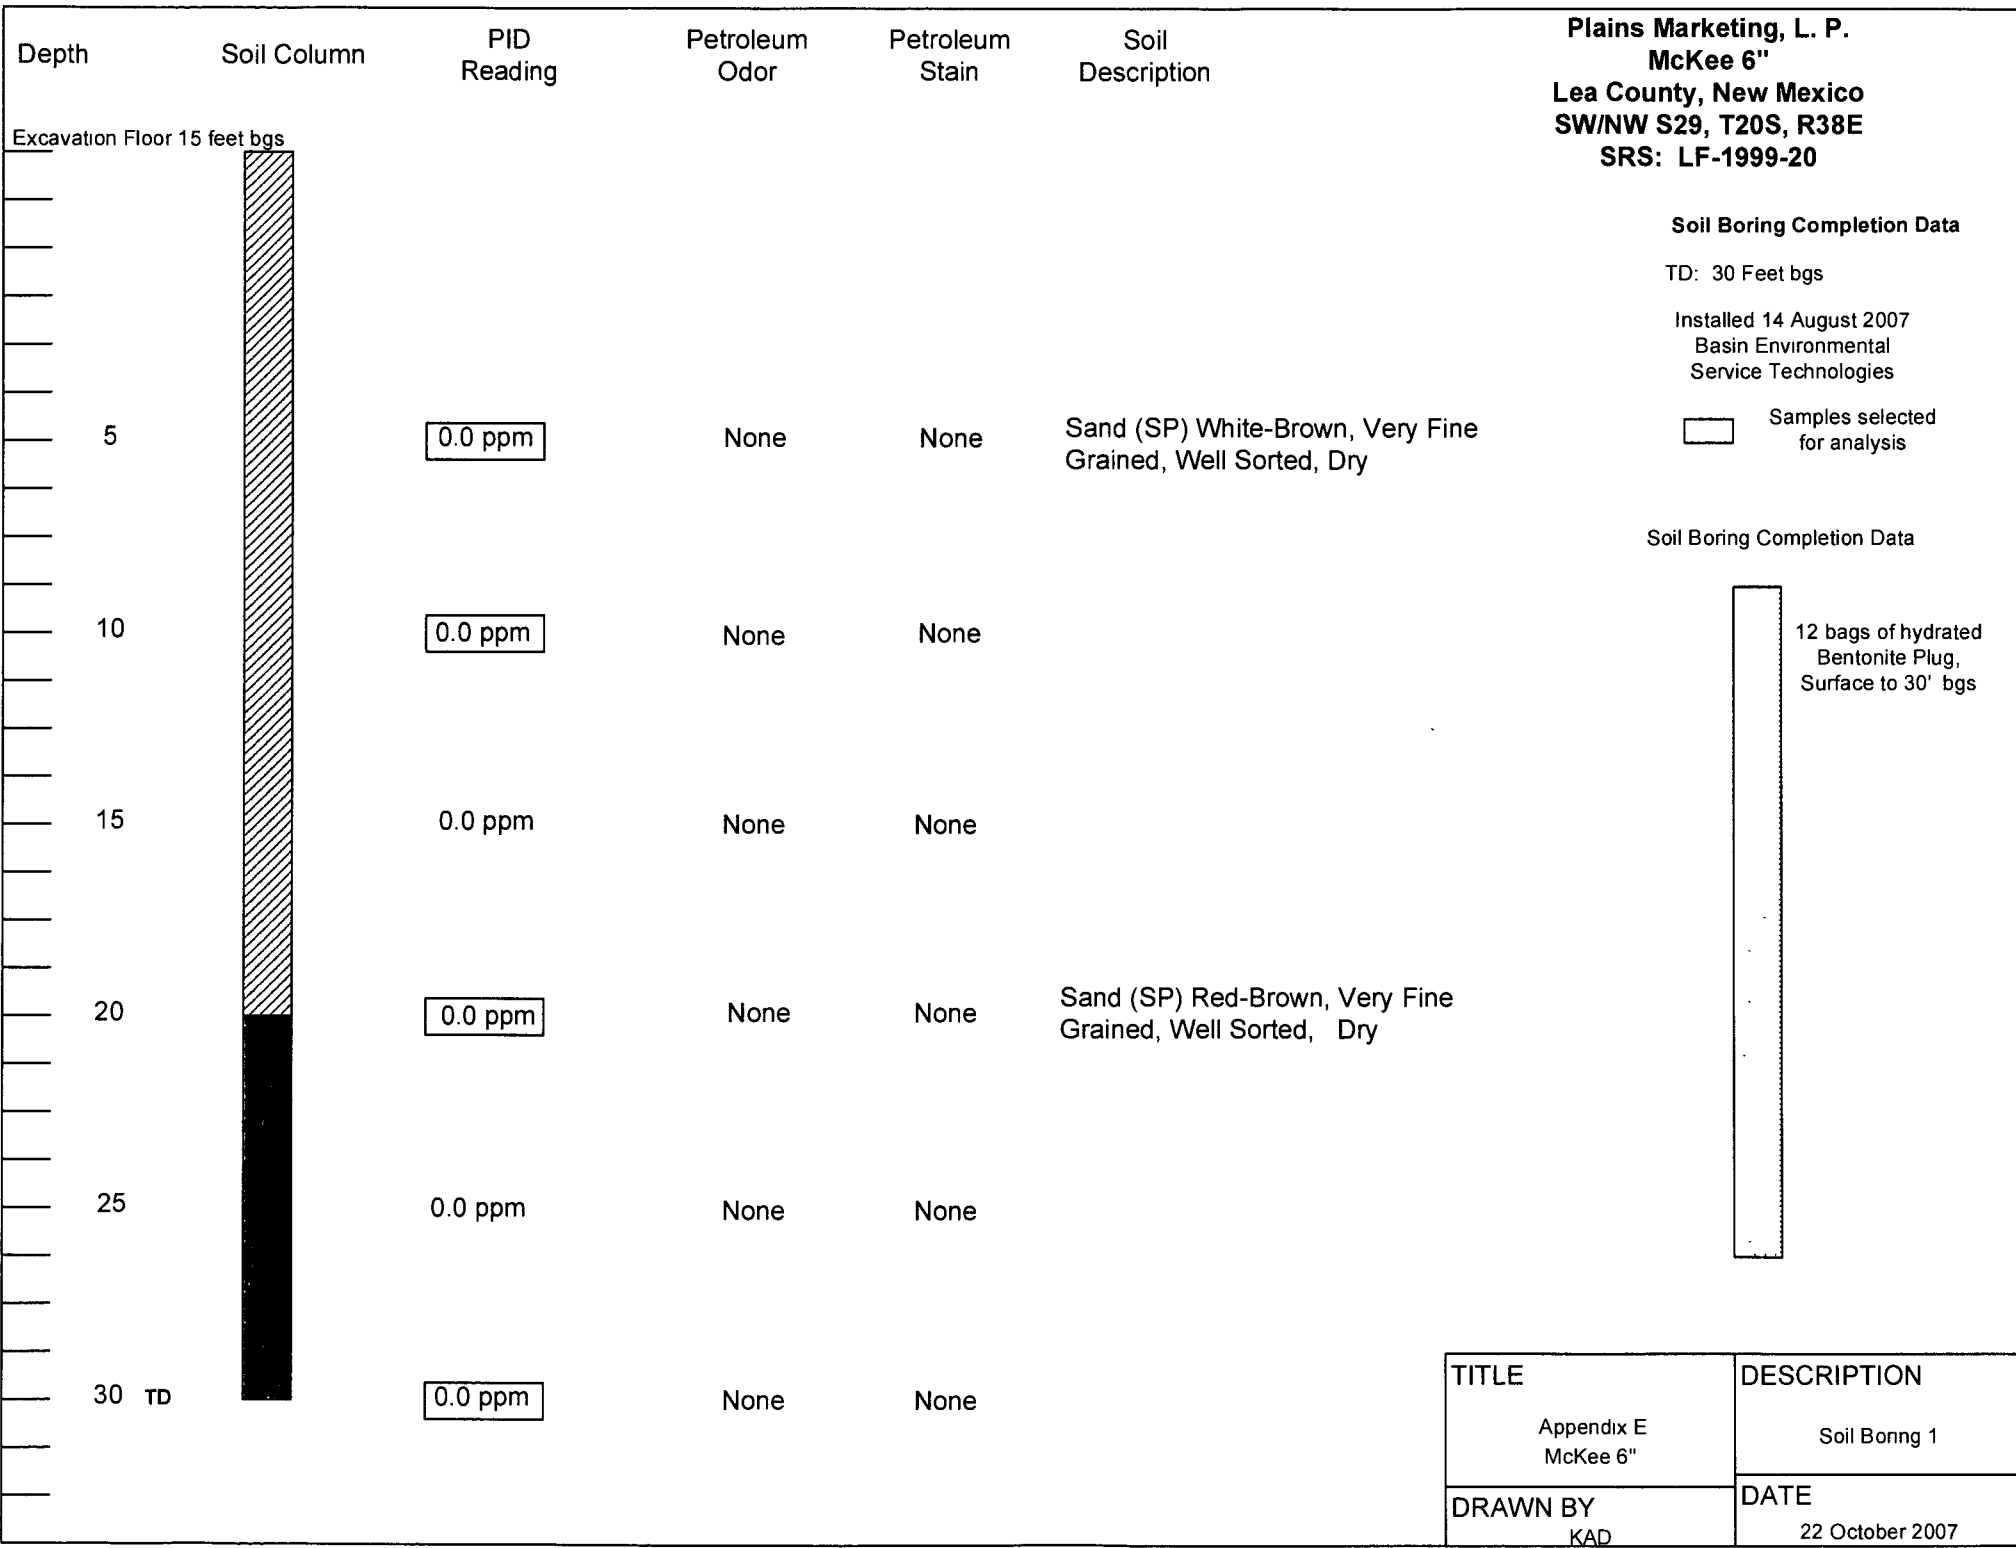 Depth Soil Column PID Reading Petroleum Odor Petroleum Stain Soil Description
Excavation Floor 15 feet bgs
5 0.0 ppm None None Sand (SP) White-Brown, Very Fine
Grained, Well Sorted, Dry
10 0.0 ppm None None
15 0.0 ppm None None
20 0.0 ppm None None Sand (SP) Red-Brown, Very Fine
Grained, Well Sorted, Dry
25 0.0 ppm None None
30 TD 0.0 ppm None None
Plains Marketing, L. P.
McKee 6"
Lea County, New Mexico
SW/NW S29, T20S, R38E
SRS: LF-1999-20
Soil Boring Completion Data
TD: 30 Feet bgs
Installed 14 August 2007
Basin Environmental
Service Technologies
Samples selected
for analysis
Soil Boring Completion Data
12 bags of hydrated
Bentonite Plug,
Surface to 30' bgs
TITLE
Appendix E
McKee 6"
DESCRIPTION
Soil Boring 1
DRAWN BY
KAD
DATE
22 October 2007